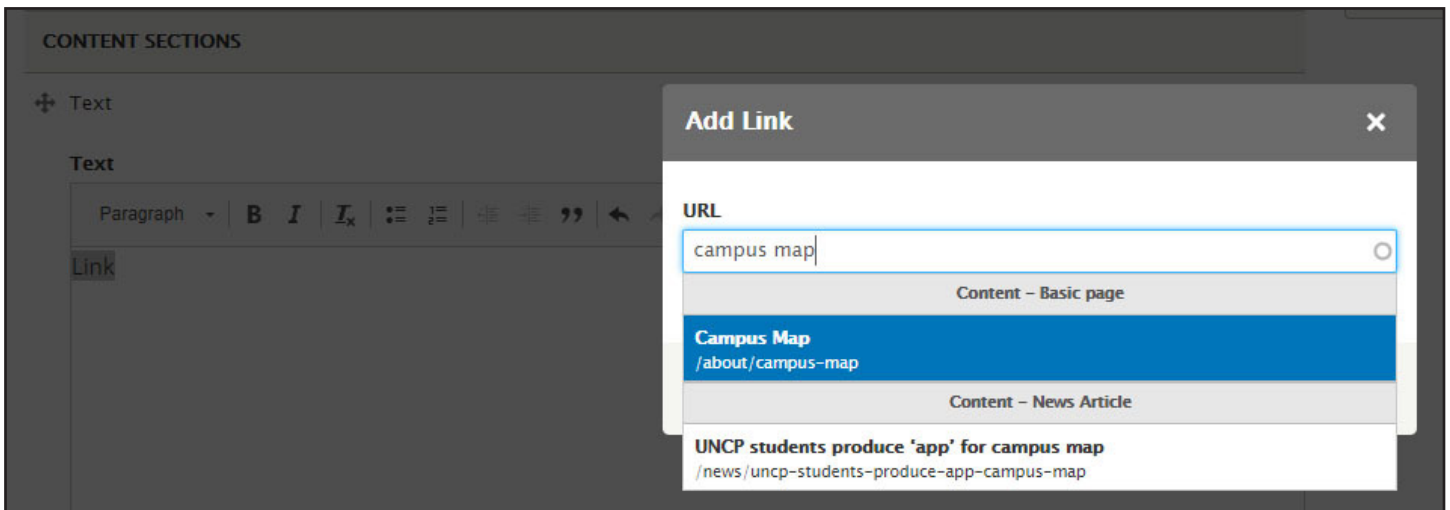 CONTENT SECTIONS
Text
Text
Paragraph B I Tx
Link
Add Link ×
URL
campus map
Content – Basic page
Campus Map
/about/campus-map
Content – News Article
UNCP students produce ‘app’ for campus map
/news/uncp-students-produce-app-campus-map